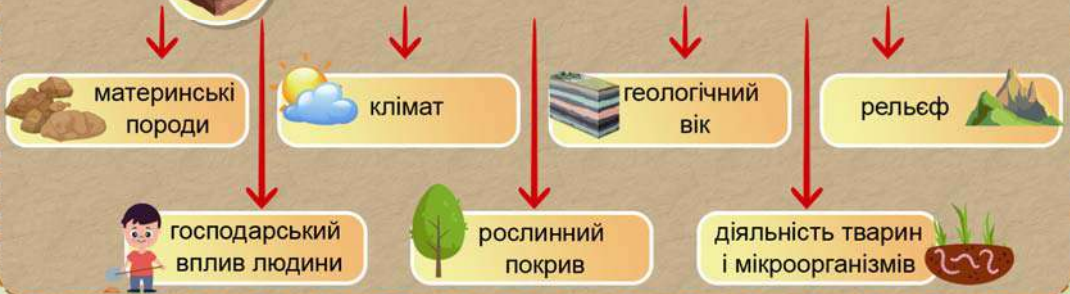 материнські
породи
клімат
геологічний
вік
рельєф
господарський
вплив людини
рослинний
покрив
діяльність тварин
і мікроорганізмів